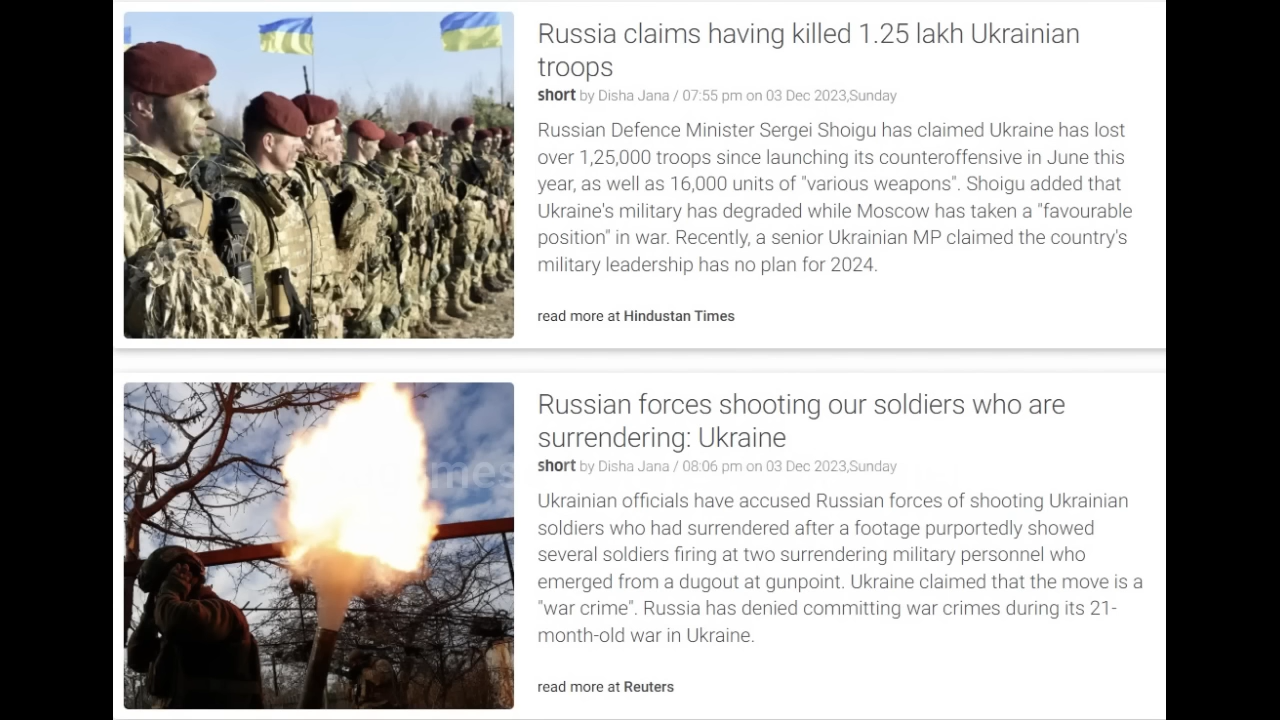 Russia claims having killed 1.25 lakh Ukrainian
troops
short by Disha Jana / 07:55 pm on 03 Dec 2023,Sunday
Russian Defence Minister Sergei Shoigu has claimed Ukraine has lost
over 1,25,000 troops since launching its counteroffensive in June this
year, as well as 16,000 units of "various weapons". Shoigu added that
Ukraine's military has degraded while Moscow has taken a "favourable
position" in war. Recently, a senior Ukrainian MP claimed the country's
military leadership has no plan for 2024.
read more at Hindustan Times
Russian forces shooting our soldiers who are
surrendering: Ukraine
short by Disha Jana / 08:06 pm on 03 Dec 2023,Sunday
Ukrainian officials have accused Russian forces of shooting Ukrainian
soldiers who had surrendered after a footage purportedly showed
several soldiers firing at two surrendering military personnel who
emerged from a dugout at gunpoint. Ukraine claimed that the move is a
"war crime". Russia has denied committing war crimes during its 21-
month-old war in Ukraine.
read more at Reuters